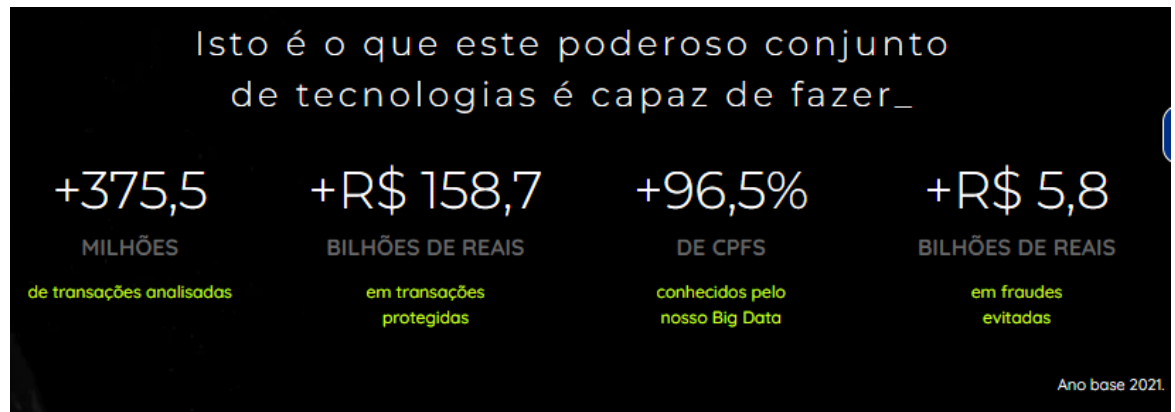 Isto é o que este poderoso conjunto
de tecnologias é capaz de fazer_
+375,5
MILHÕES
de transações analisadas
+R$ 158,7
BILHÕES DE REAIS
em transações
protegidas
+96,5%
DE CPFS
conhecidos pelo
nosso Big Data
+R$ 5,8
BILHÕES DE REAIS
em fraudes
evitadas
Ano base 2021.